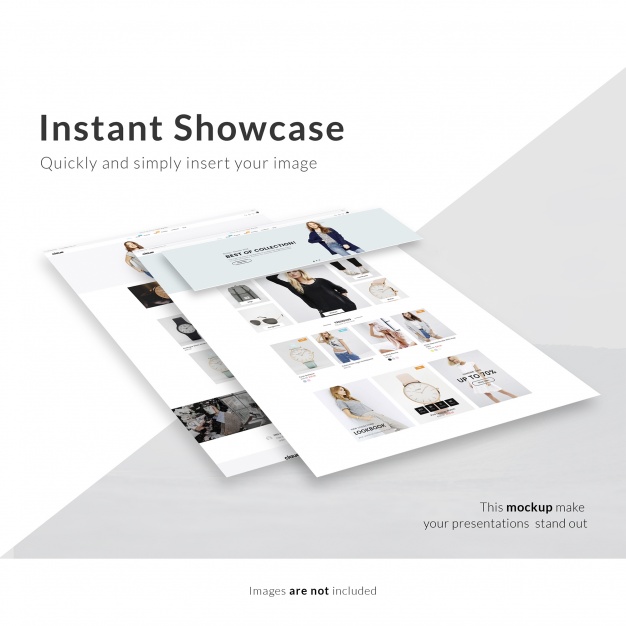 Instant Showcase
Quickly and simply insert your image
BEST OF COLLECTION!
UP TO 70%
LOOKBOOK
This mockup make
your presentations stand out
Images are not included